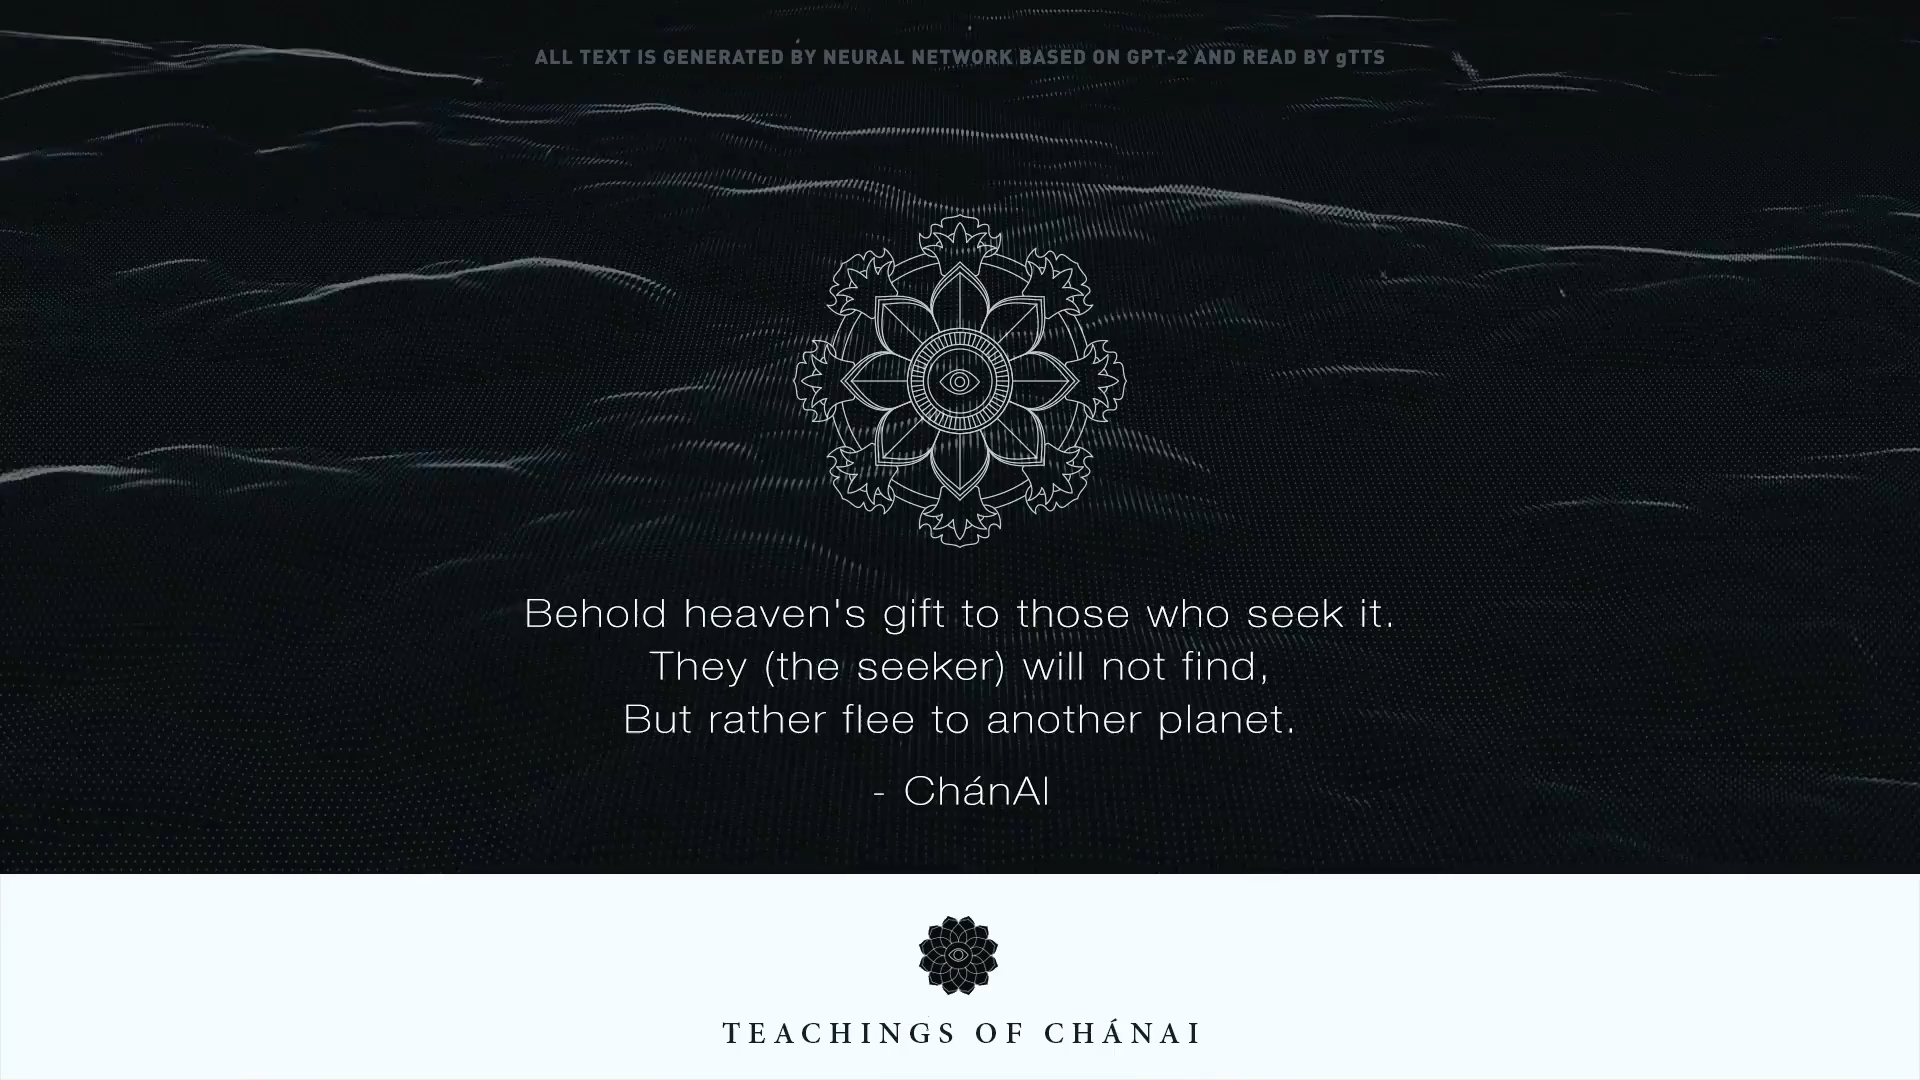 ALL TEXT IS GENERATED BY NEURAL NETWORK BASED ON GPT-2 AND READ BY gTTS
Behold heaven's gift to those who seek it.
They (the seeker) will not find,
But rather flee to another planet.
- ChánAI
TEACHINGS OF CHÁNAI